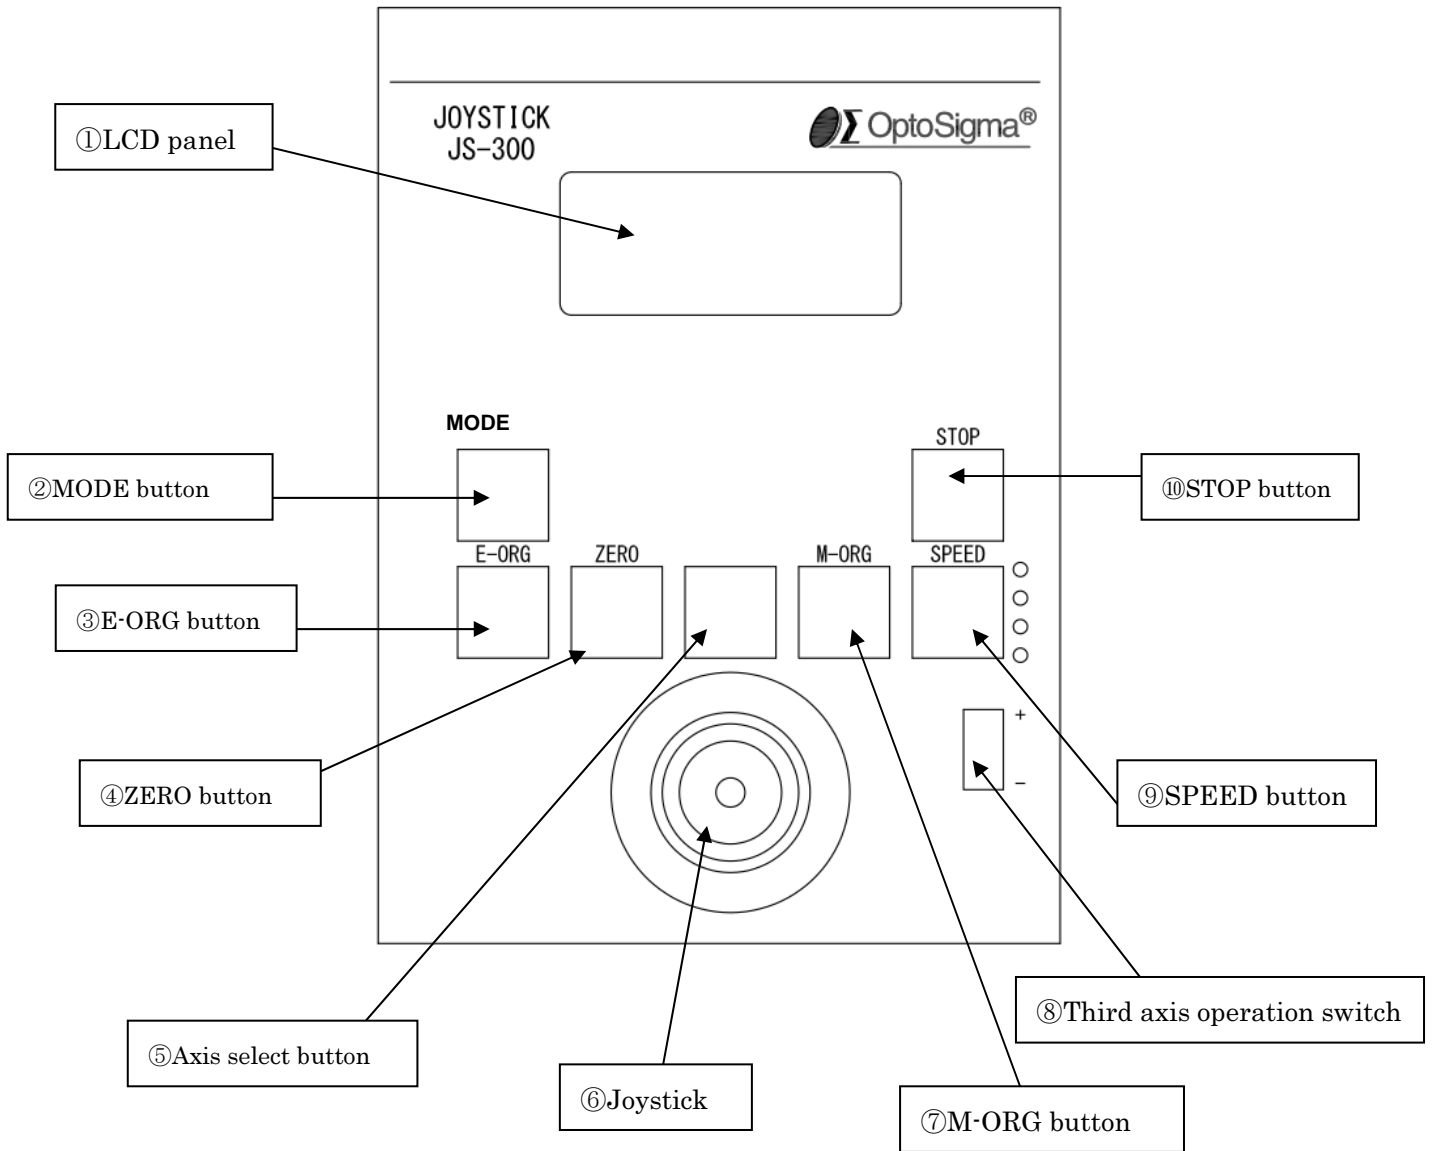 JOYSTICK
JS-300
OptoSigma®
①LCD panel
MODE
STOP
②MODE button
⑩STOP button
E-ORG
ZERO
M-ORG
SPEED
③E-ORG button
+
-
④ZERO button
⑨SPEED button
⑧Third axis operation switch
⑤Axis select button
⑥Joystick
⑦M-ORG button